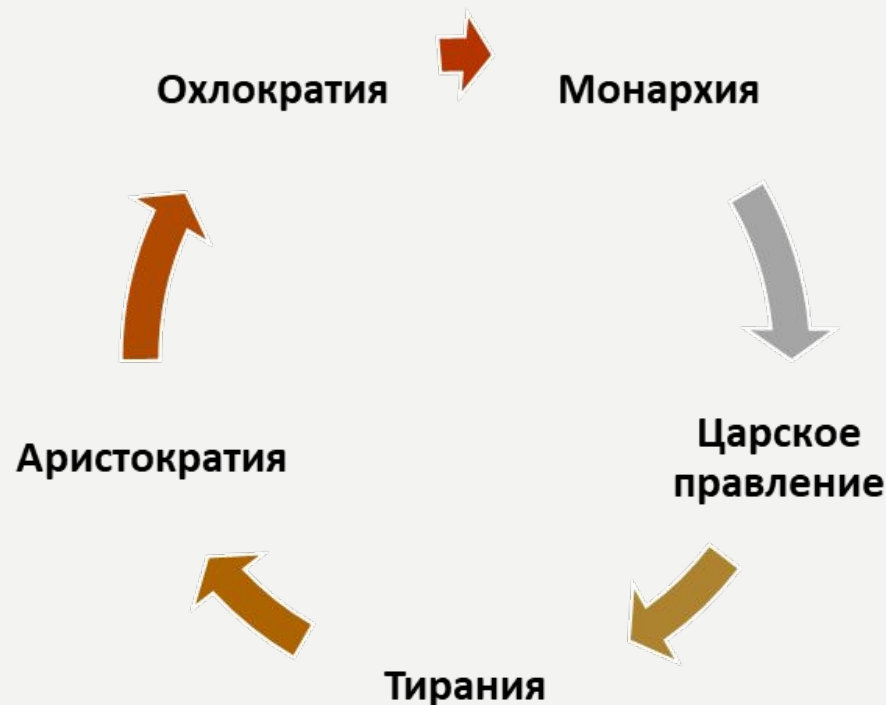 Охлократия
Монархия
Царское
правление
Тирания
Аристократия